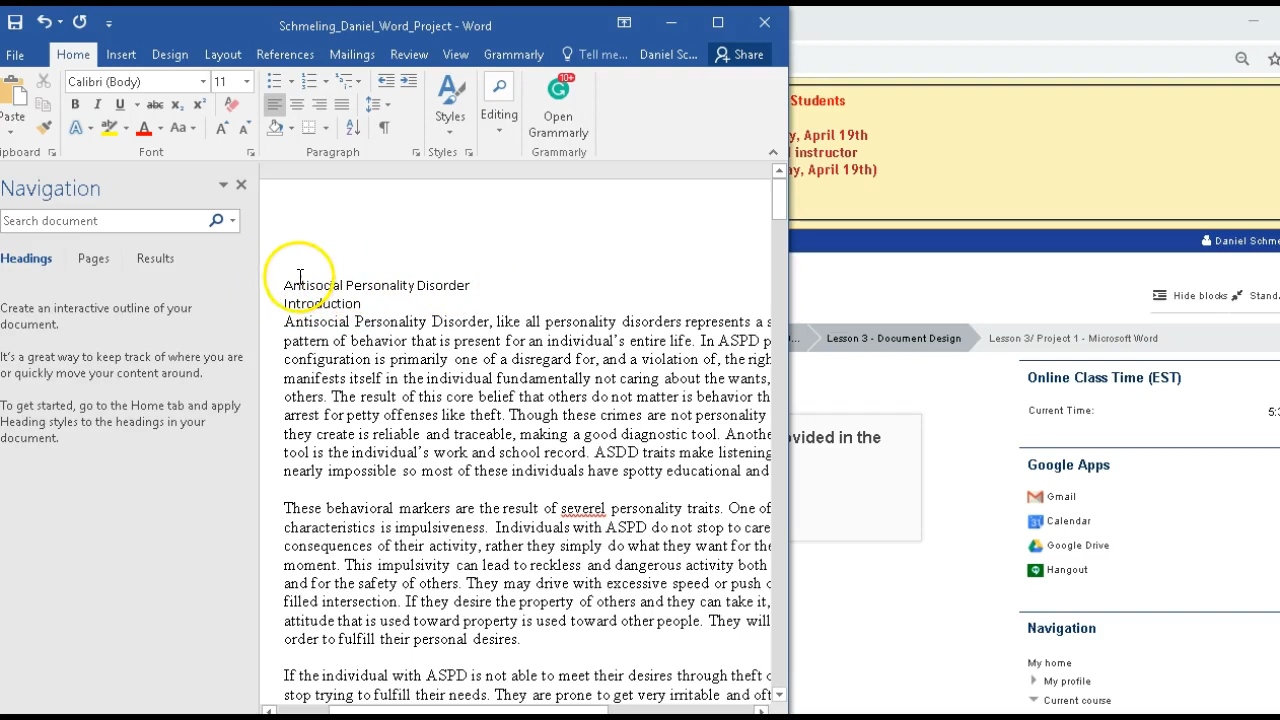 Schmeling_Daniel_Word_Project - Word
File Home Insert Design Layout References Mailings Review View Grammarly Tell me... Daniel Sc... Share
Calibri (Body) 11
Paste
B I U abc x₂ x²
A A Aa A A
Styles
Editing
Open Grammarly
10+
ipboard Font Paragraph Styles Grammarly
Navigation
Search document
Headings Pages Results
Create an interactive outline of your
document.
It's a great way to keep track of where you are
or quickly move your content around.
To get started, go to the Home tab and apply
Heading styles to the headings in your
document.
Antisocial Personality Disorder
Introduction
Antisocial Personality Disorder, like all personality disorders represents a s
pattern of behavior that is present for an individual's entire life. In ASPD p
configuration is primarily one of a disregard for, and a violation of, the righ
manifests itself in the individual fundamentally not caring about the wants,
others. The result of this core belief that others do not matter is behavior th
arrest for petty offenses like theft. Though these crimes are not personality
they create is reliable and traceable, making a good diagnostic tool. Anothe
tool is the individual's work and school record. ASDD traits make listening
nearly impossible so most of these individuals have spotty educational and
These behavioral markers are the result of severel personality traits. One of
characteristics is impulsiveness. Individuals with ASPD do not stop to care
consequences of their activity, rather they simply do what they want for the
moment. This impulsivity can lead to reckless and dangerous activity both
and for the safety of others. They may drive with excessive speed or push o
filled intersection. If they desire the property of others and they can take it,
attitude that is used toward property is used toward other people. They will
order to fulfill their personal desires.
If the individual with ASPD is not able to meet their desires through theft o
stop trying to fulfill their needs. They are prone to get very irritable and oft
Students
y, April 19th
d instructor
ay, April 19th)
Daniel Schme
Hide blocks Stand
... Lesson 3 - Document Design Lesson 3/ Project 1 - Microsoft Word
ovided in the
Online Class Time (EST)
Current Time: 5:3
Google Apps
Gmail
Calendar
Google Drive
Hangout
Navigation
My home
My profile
Current course